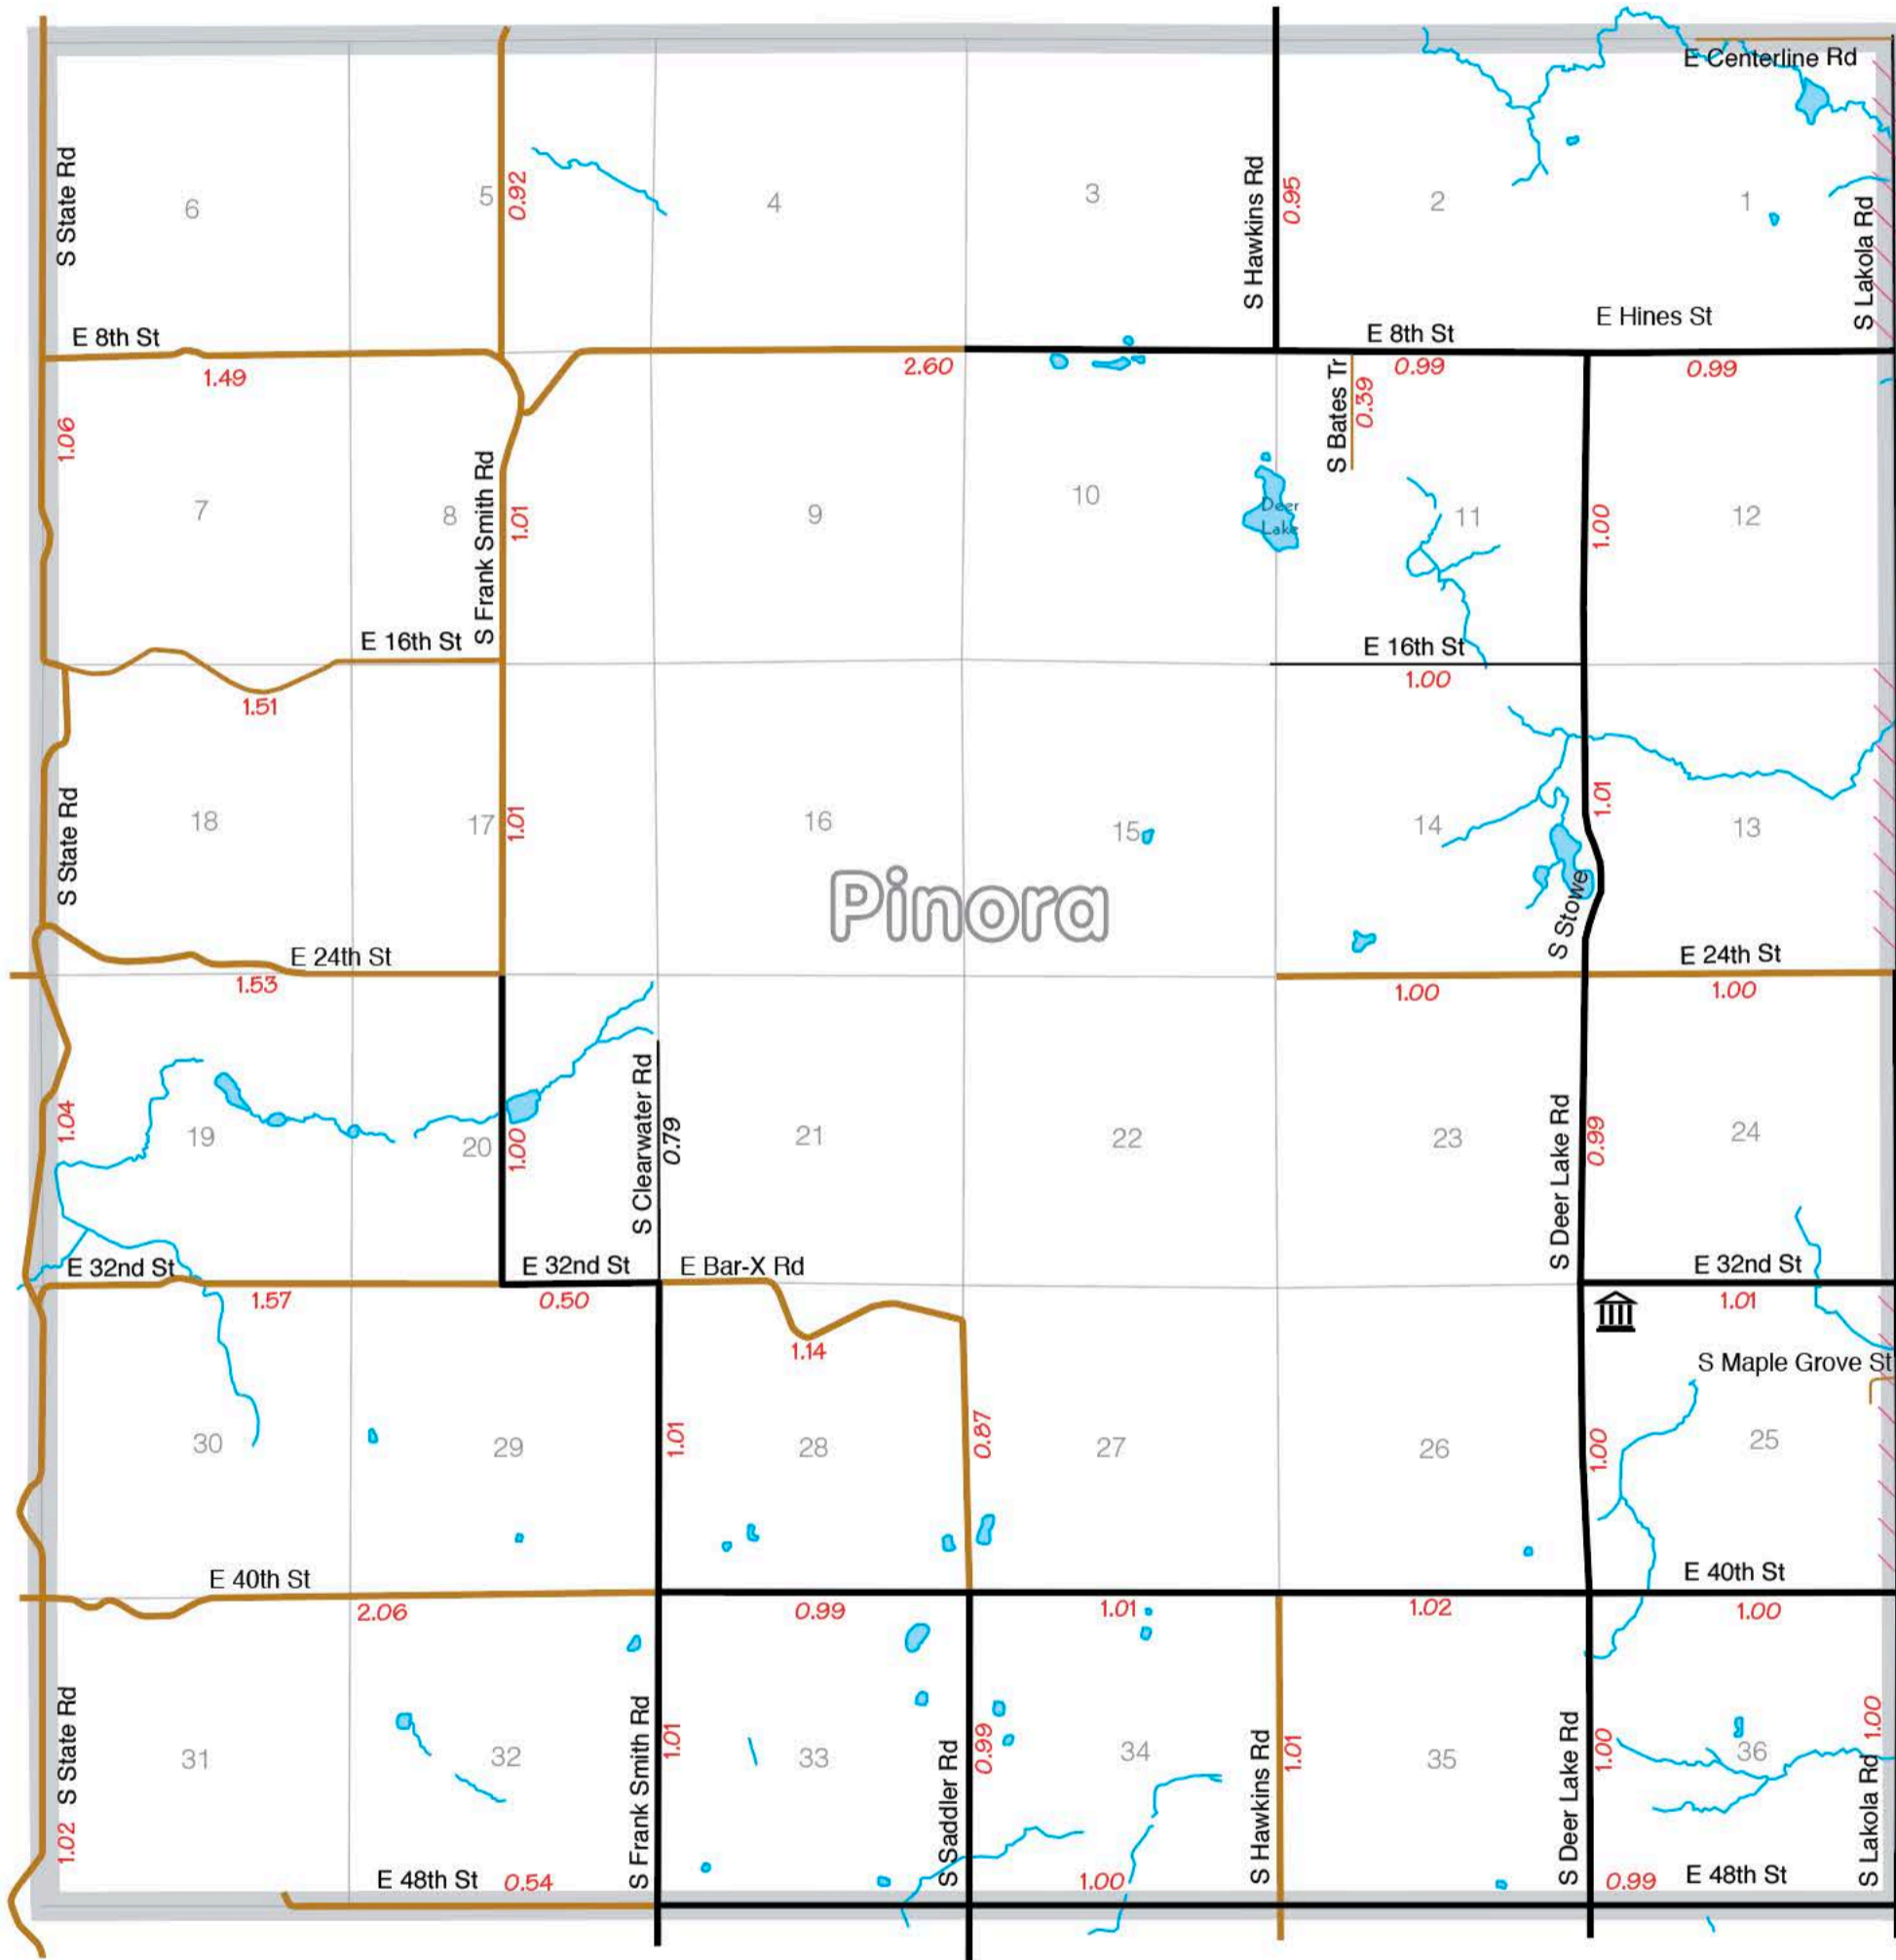 E Centerline Rd
S State Rd
6
5
0.92
4
3
S Hawkins Rd
0.95
2
1
S Lakola Rd
E Hines St
E 8th St
1.49
2.60
E 8th St
0.99
0.99
S Bates Tr
0.39
1.06
7
8
S Frank Smith Rd
1.01
9
10
Deer
Lake
11
1.00
12
E 16th St
1.51
E 16th St
1.00
S State Rd
18
17
1.01
16
15
14
1.01
13
Pinora
S Stowe
E 24th St
1.53
E 24th St
1.00
1.00
1.04
19
20
1.00
S Clearwater Rd
0.79
21
22
23
S Deer Lake Rd
0.99
24
E 32nd St
1.57
E 32nd St
0.50
E Bar-X Rd
1.14
E 32nd St
1.01
S Maple Grove St
30
29
1.01
28
0.87
27
26
1.00
25
E 40th St
2.06
0.99
1.01
1.02
E 40th St
1.00
S State Rd
1.02
31
32
S Frank Smith Rd
1.01
33
S Saddler Rd
0.99
34
S Hawkins Rd
1.01
35
S Deer Lake Rd
1.00
36
1.00
S Lakola Rd
E 48th St
0.54
1.00
0.99
E 48th St